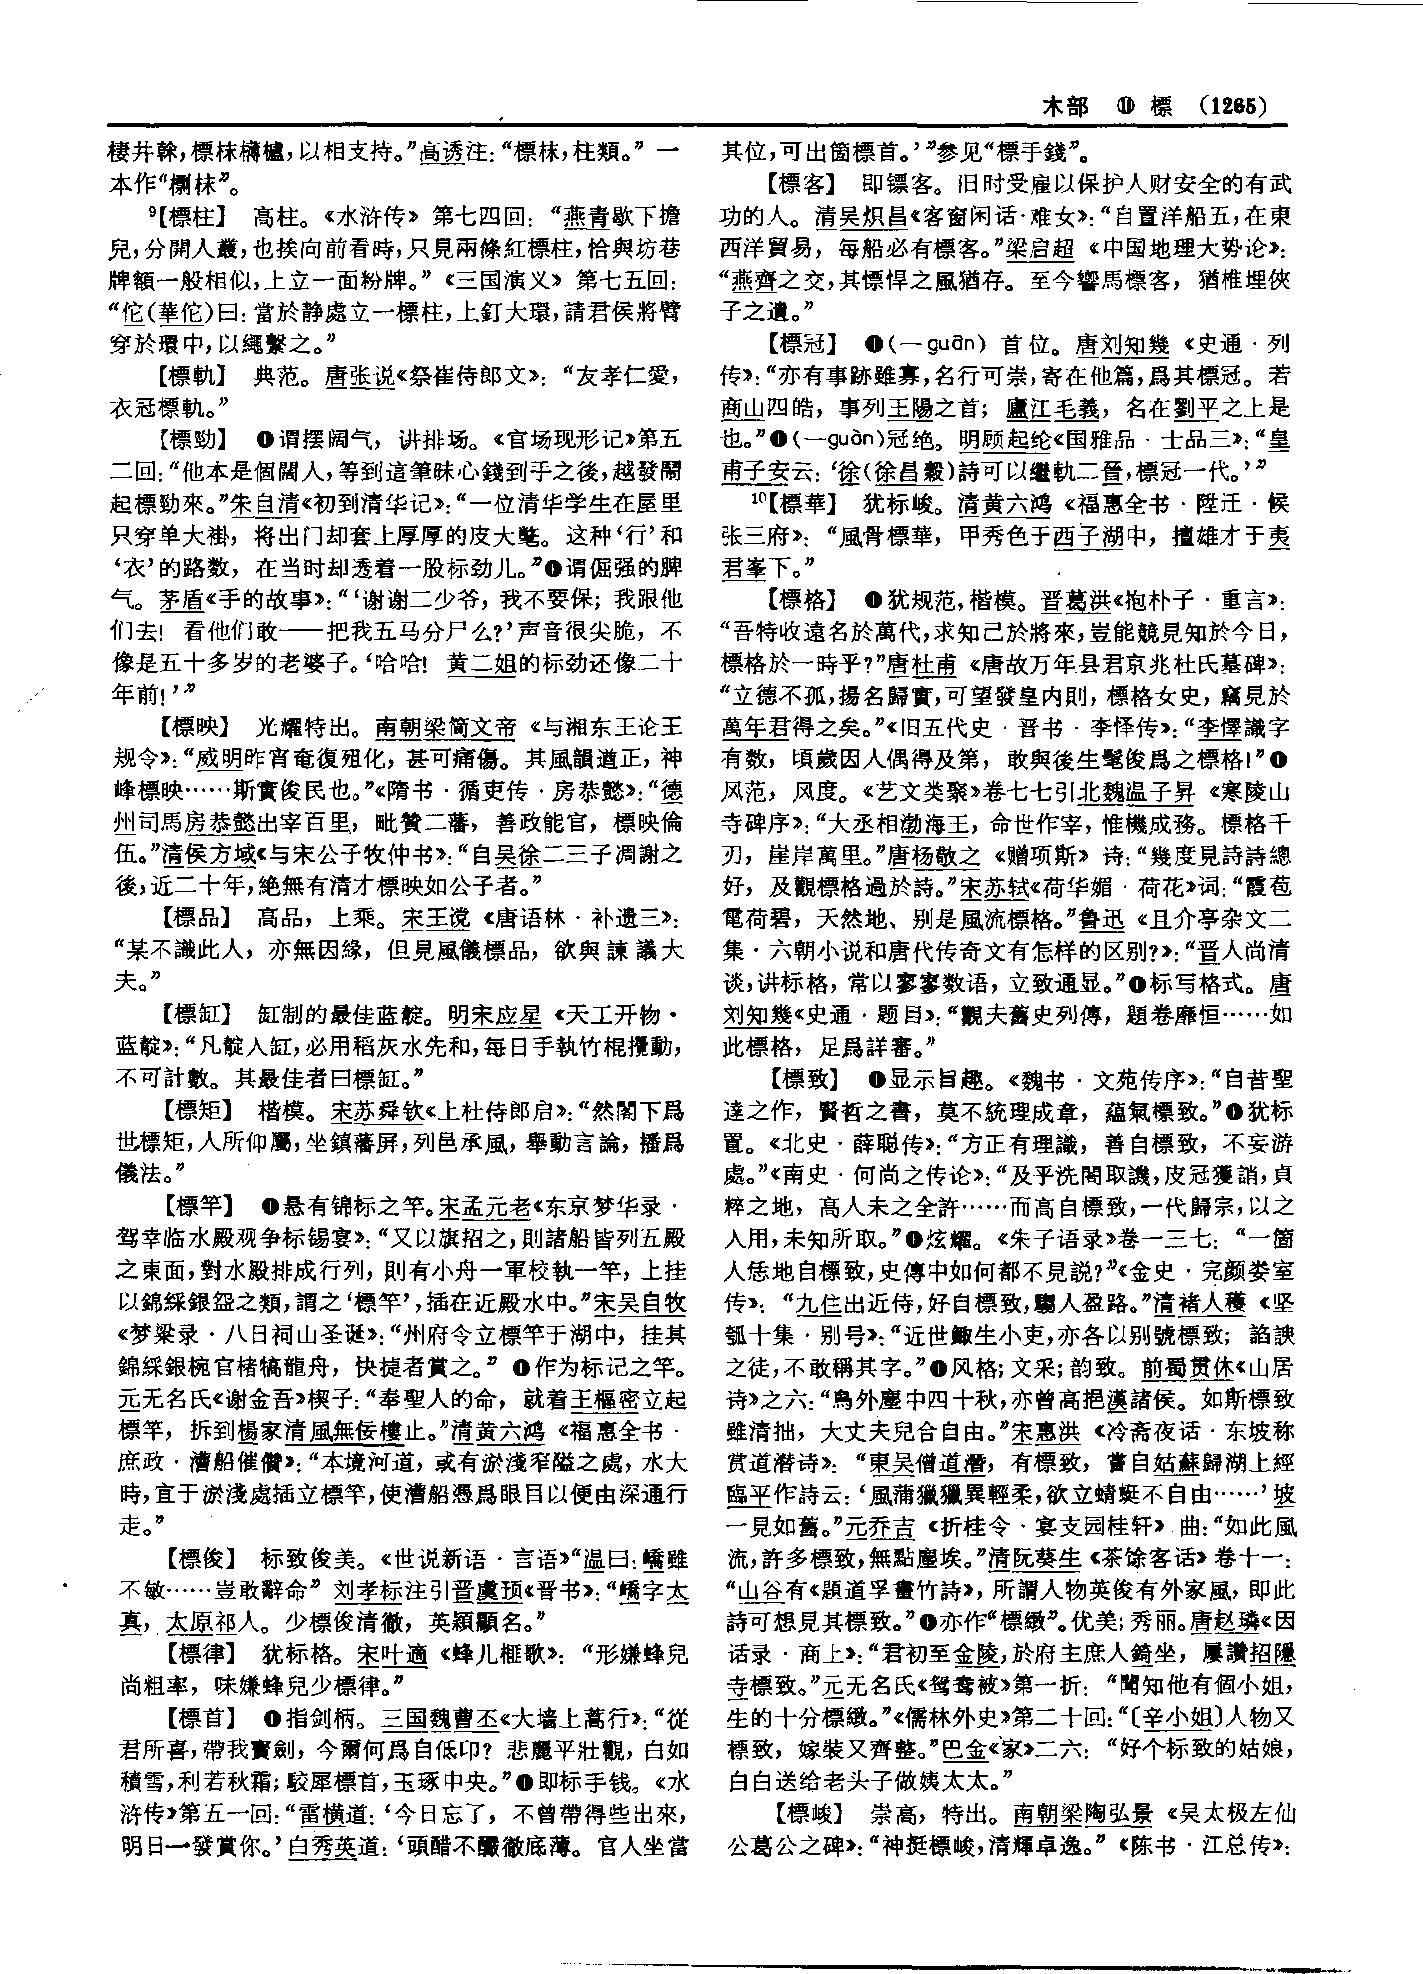 木部 ⑪ 標 (1265)
棲井榦，標枺欂櫨，以相支持。”高诱注：“標枺，柱類。”一
本作“櫩枺”。
⁹【標柱】 高柱。《水浒传》第七四回：“燕青歇下擔
兒，分開人叢，也挨向前看時，只見兩條紅標柱，恰與坊巷
牌額一般相似，上立一面粉牌。”《三国演义》第七五回：
“佗(華佗)曰：當於静處立一標柱，上釘大環，請君侯將臂
穿於環中，以繩繫之。”
【標軌】 典范。唐张说《祭崔侍郎文》：“友孝仁愛，
衣冠標軌。”
【標勁】 ❶谓摆阔气，讲排场。《官场现形记》第五
二回：“他本是個闊人，等到這筆昧心錢到手之後，越發鬧
起標勁來。”朱自清《初到清华记》：“一位清华学生在屋里
只穿单大褂，将出门却套上厚厚的皮大氅。这种‘行’和
‘衣’的路数，在当时却透着一股标劲儿。”❷谓倔强的脾
气。茅盾《手的故事》：“‘谢谢二少爷，我不要保；我跟他
们去！看他们敢——把我五马分尸么？’声音很尖脆，不
像是五十多岁的老婆子。‘哈哈！黄二姐的标劲还像二十
年前！’”
【標映】 光耀特出。南朝梁简文帝《与湘东王论王
规令》：“威明昨宵奄復殂化，甚可痛傷。其風韻遒正，神
峰標映……斯實俊民也。”《隋书·循吏传·房恭懿》：“德
州司馬房恭懿出宰百里，毗贊二藩，善政能官，標映倫
伍。”清侯方域《与宋公子牧仲书》：“自吴徐二三子凋謝之
後，近二十年，絶無有清才標映如公子者。”
【標品】 高品，上乘。宋王谠《唐语林·补遗三》：
“某不識此人，亦無因緣，但見風儀標品，欲與諫議大
夫。”
【標缸】 缸制的最佳蓝靛。明宋应星《天工开物·
蓝靛》：“凡靛入缸，必用稻灰水先和，每日手執竹棍攪動，
不可計數。其最佳者曰標缸。”
【標矩】 楷模。宋苏舜钦《上杜侍郎启》：“然閤下爲
世標矩，人所仰屬，坐鎮藩屏，列邑承風，舉動言論，播爲
儀法。”
【標竿】 ❶悬有锦标之竿。宋孟元老《东京梦华录·
驾幸临水殿观争标锡宴》：“又以旗招之，則諸船皆列五殿
之東面，對水殿排成行列，則有小舟一軍校執一竿，上挂
以錦綵銀盌之類，謂之‘標竿’，插在近殿水中。”宋吴自牧
《梦粱录·八日祠山圣诞》：“州府令立標竿于湖中，挂其
錦綵銀椀官楮犒龍舟，快捷者賞之。”❷作为标记之竿。
元无名氏《谢金吾》楔子：“奉聖人的命，就着王樞密立起
標竿，拆到楊家清風無佞樓止。”清黄六鸿《福惠全书·
庶政·漕船催儹》：“本境河道，或有淤淺窄隘之處，水大
時，宜于淤淺處插立標竿，使漕船憑爲眼目以便由深通行
走。”
【標俊】 标致俊美。《世说新语·言语》“温曰：嶠雖
不敏……豈敢辭命”刘孝标注引晋虞预《晋书》：“嶠字太
真，太原祁人。少標俊清徹，英穎顯名。”
【標律】 犹标格。宋叶適《蜂儿榧歌》：“形嫌蜂兒
尚粗率，味嫌蜂兒少標律。”
【標首】 ❶指剑柄。三国魏曹丕《大墙上蒿行》：“從
君所喜，帶我寶劍，今爾何爲自低卬？悲麗平壯觀，白如
積雪，利若秋霜；駮犀標首，玉琢中央。”❷即标手钱。《水
浒传》第五一回：“雷横道：‘今日忘了，不曾帶得些出來，
明日一發賞你。’白秀英道：‘頭醋不釅徹底薄。官人坐當
其位，可出箇標首。’”参见“標手錢”。
【標客】 即镖客。旧时受雇以保护人财安全的有武
功的人。清吴炽昌《客窗闲话·难女》：“自置洋船五，在東
西洋貿易，每船必有標客。”梁启超《中国地理大势论》：
“燕齊之交，其慓悍之風猶存。至今響馬標客，猶椎埋俠
子之遺。”
【標冠】 ❶(—guān) 首位。唐刘知幾《史通·列
传》：“亦有事跡雖寡，名行可崇，寄在他篇，爲其標冠。若
商山四皓，事列王陽之首；廬江毛義，名在劉平之上是
也。”❷(—guàn)冠绝。明顾起纶《国雅品·士品三》：“皇
甫子安云：‘徐(徐昌穀)詩可以繼軌二晉，標冠一代。’”
¹⁰【標華】 犹标峻。清黄六鸿《福惠全书·陞迁·候
张三府》：“風骨標華，甲秀色于西子湖中，擅雄才于夷
君峯下。”
【標格】 ❶犹规范，楷模。晋葛洪《抱朴子·重言》：
“吾特收遠名於萬代，求知己於將來，豈能競見知於今日，
標格於一時乎？”唐杜甫《唐故万年县君京兆杜氏墓碑》：
“立德不孤，揚名歸實，可望發皇内則，標格女史，竊見於
萬年君得之矣。”《旧五代史·晋书·李怿传》：“李懌識字
有数，頃歲因人偶得及第，敢與後生髦俊爲之標格！”❷
风范，风度。《艺文类聚》卷七七引北魏温子昇《寒陵山
寺碑序》：“大丞相渤海王，命世作宰，惟機成務。標格千
刃，崖岸萬里。”唐杨敬之《赠项斯》诗：“幾度見詩詩總
好，及觀標格過於詩。”宋苏轼《荷华媚·荷花》词：“霞苞
電荷碧，天然地、别是風流標格。”鲁迅《且介亭杂文二
集·六朝小说和唐代传奇文有怎样的区别？》：“晋人尚清
谈，讲标格，常以寥寥数语，立致通显。”❸标写格式。唐
刘知幾《史通·题目》：“觀夫舊史列傳，題卷靡恒……如
此標格，足爲詳審。”
【標致】 ❶显示旨趣。《魏书·文苑传序》：“自昔聖
達之作，賢哲之書，莫不統理成章，藴氣標致。”❷犹标
置。《北史·薛聪传》：“方正有理識，善自標致，不妄游
處。”《南史·何尚之传论》：“及乎洗閤取譏，皮冠獲誚，貞
粹之地，高人未之全許……而高自標致，一代歸宗，以之
入用，未知所取。”❸炫耀。《朱子语录》卷一三七：“一箇
人恁地自標致，史傳中如何都不見説？”《金史·完颜娄室
传》：“九住出近侍，好自標致，騶人盈路。”清褚人穫《坚
瓠十集·别号》：“近世鯫生小吏，亦各以别號標致；諂諛
之徒，不敢稱其字。”❹风格；文采；韵致。前蜀贯休《山居
诗》之六：“鳥外塵中四十秋，亦曾高挹漢諸侯。如斯標致
雖清拙，大丈夫兒合自由。”宋惠洪《冷斋夜话·东坡称
赏道潜诗》：“東吴僧道潛，有標致，嘗自姑蘇歸湖上經
臨平作詩云：‘風蒲獵獵異輕柔，欲立蜻蜓不自由……’坡
一見如舊。”元乔吉《折桂令·宴支园桂轩》曲：“如此風
流，許多標致，無點塵埃。”清阮葵生《茶馀客话》卷十一：
“山谷有《題道孚畫竹詩》，所謂人物英俊有外家風，即此
詩可想見其標致。”❺亦作“標緻”。优美；秀丽。唐赵璘《因
话录·商上》：“君初至金陵，於府主庶人錡坐，屢讚招隱
寺標致。”元无名氏《鸳鸯被》第一折：“聞知他有個小姐，
生的十分標緻。”《儒林外史》第二十回：“〔辛小姐〕人物又
標致，嫁裝又齊整。”巴金《家》二六：“好个标致的姑娘，
白白送给老头子做姨太太。”
【標峻】 崇高，特出。南朝梁陶弘景《吴太极左仙
公葛公之碑》：“神挺標峻，清輝卓逸。”《陈书·江总传》：